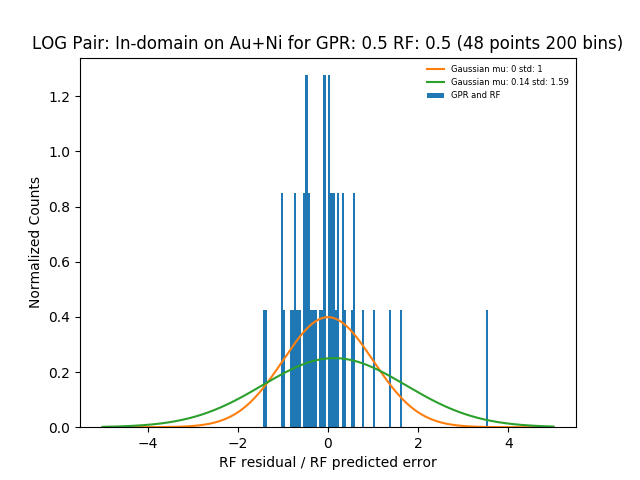 LOG Pair: In-domain on Au+Ni for GPR: 0.5 RF: 0.5 (48 points 200 bins)
Gaussian mu: 0 std: 1
Gaussian mu: 0.14 std: 1.59
GPR and RF
Normalized Counts
1.2
1.0
0.8
0.6
0.4
0.2
0.0
−4 −2 0 2 4
RF residual / RF predicted error